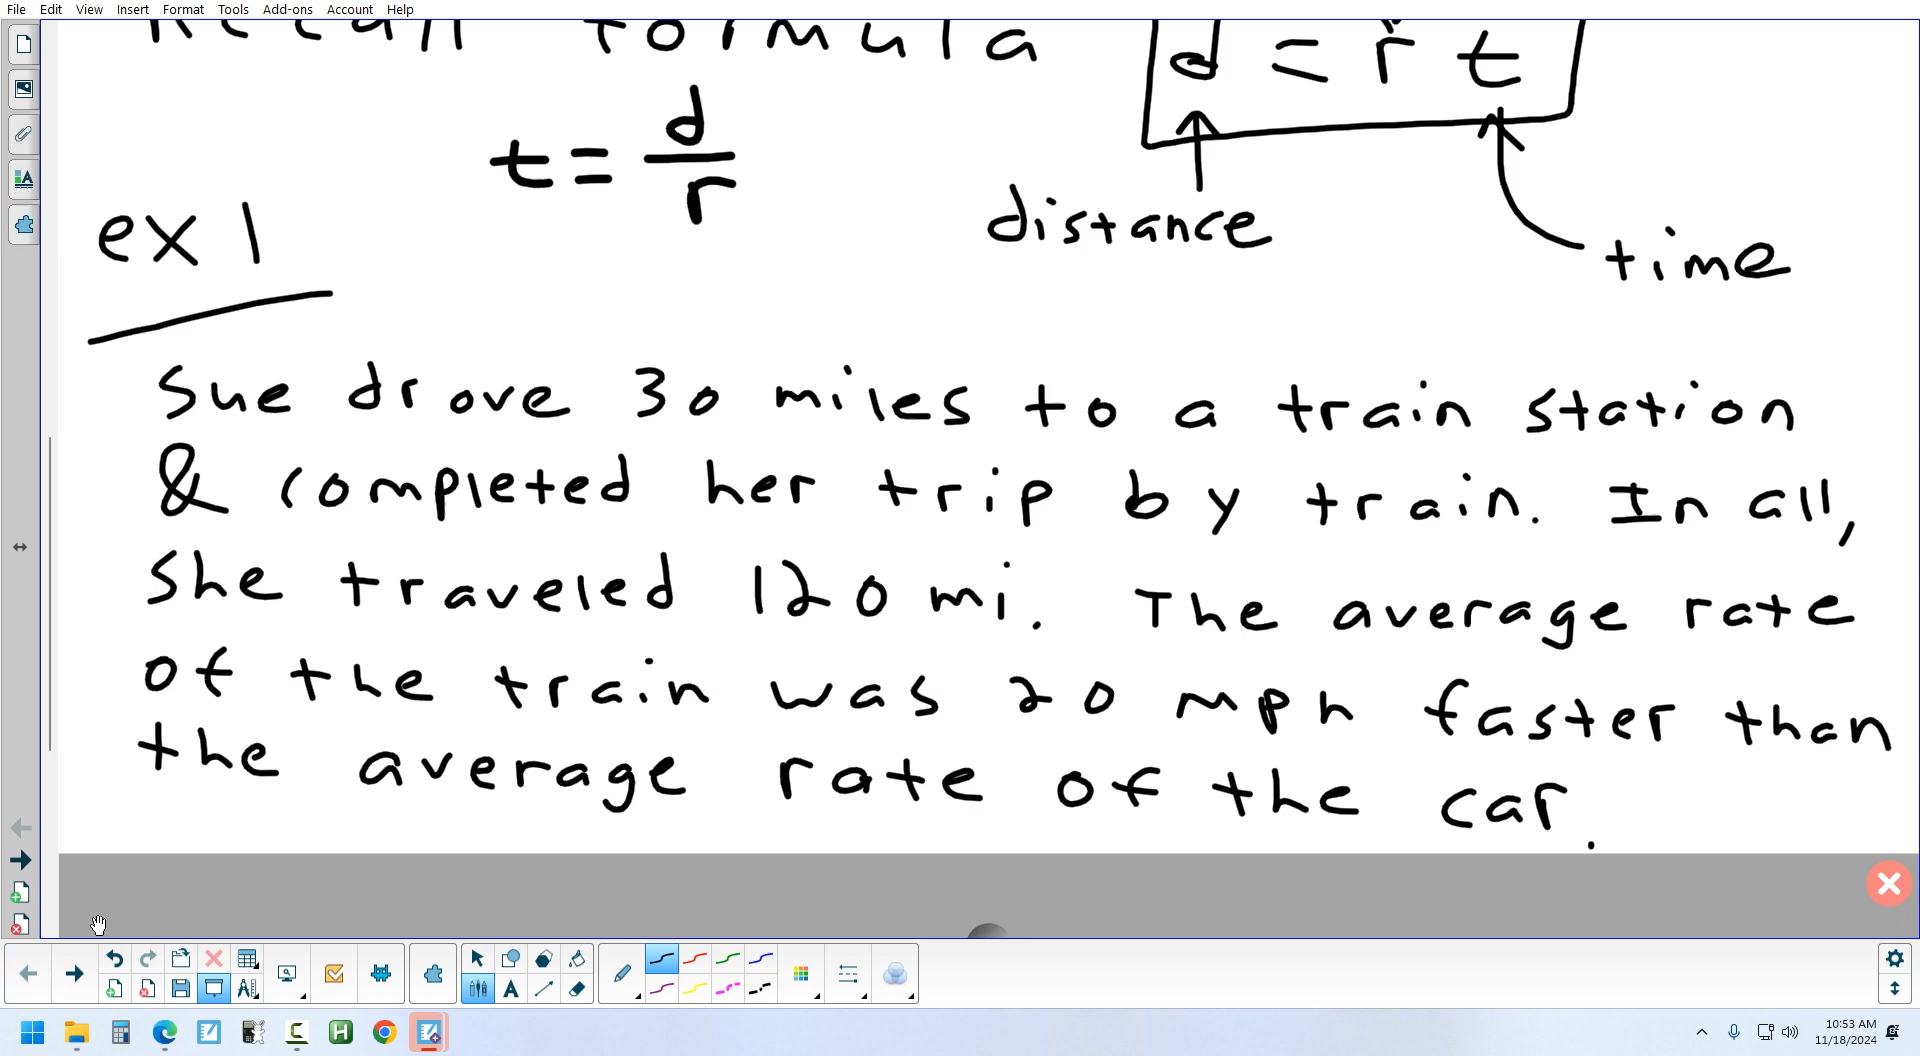 File Edit View Insert Format Tools Add-ons Account Help
Recall formula d = r t
t = d/r
ex 1
distance
time
Sue drove 30 miles to a train station
& completed her trip by train. In all,
she traveled 120 mi. The average rate
of the train was 20 mph faster than
the average rate of the car.
10:53 AM
11/18/2024